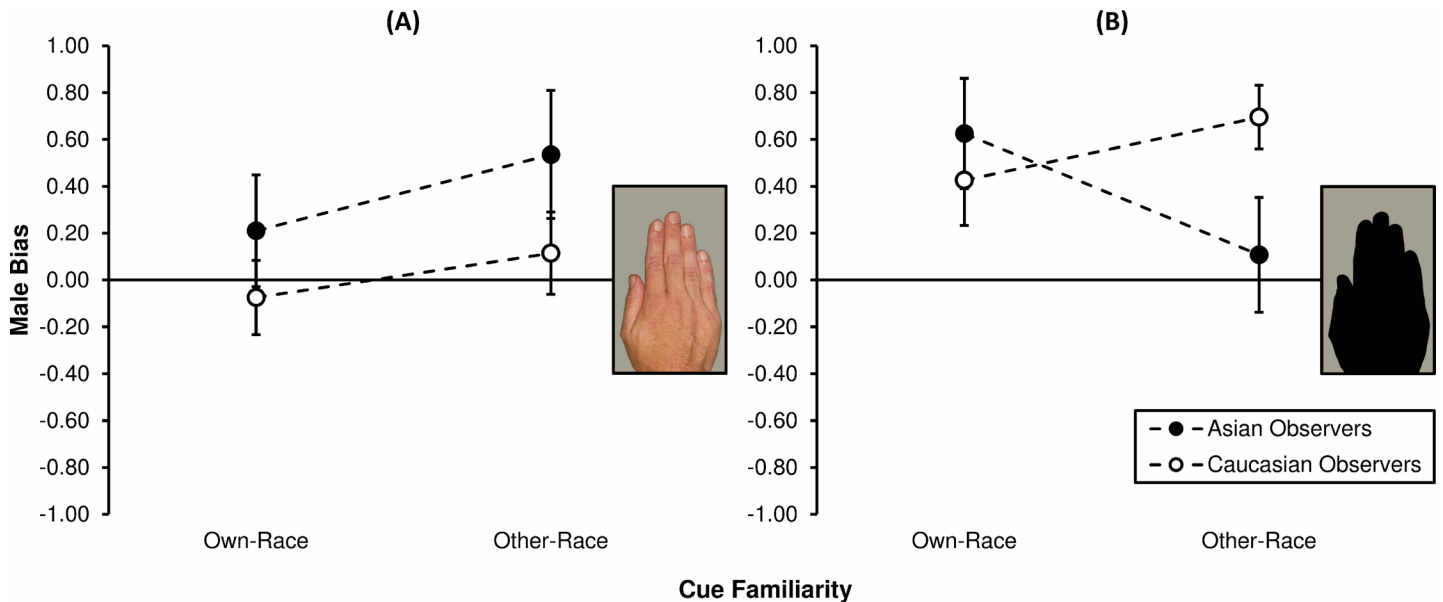 (A)
(B)
Male Bias
1.00
0.80
0.60
0.40
0.20
0.00
-0.20
-0.40
-0.60
-0.80
-1.00
Own-Race
Other-Race
1.00
0.80
0.60
0.40
0.20
0.00
-0.20
-0.40
-0.60
-0.80
-1.00
Asian Observers
Caucasian Observers
Own-Race
Other-Race
Cue Familiarity